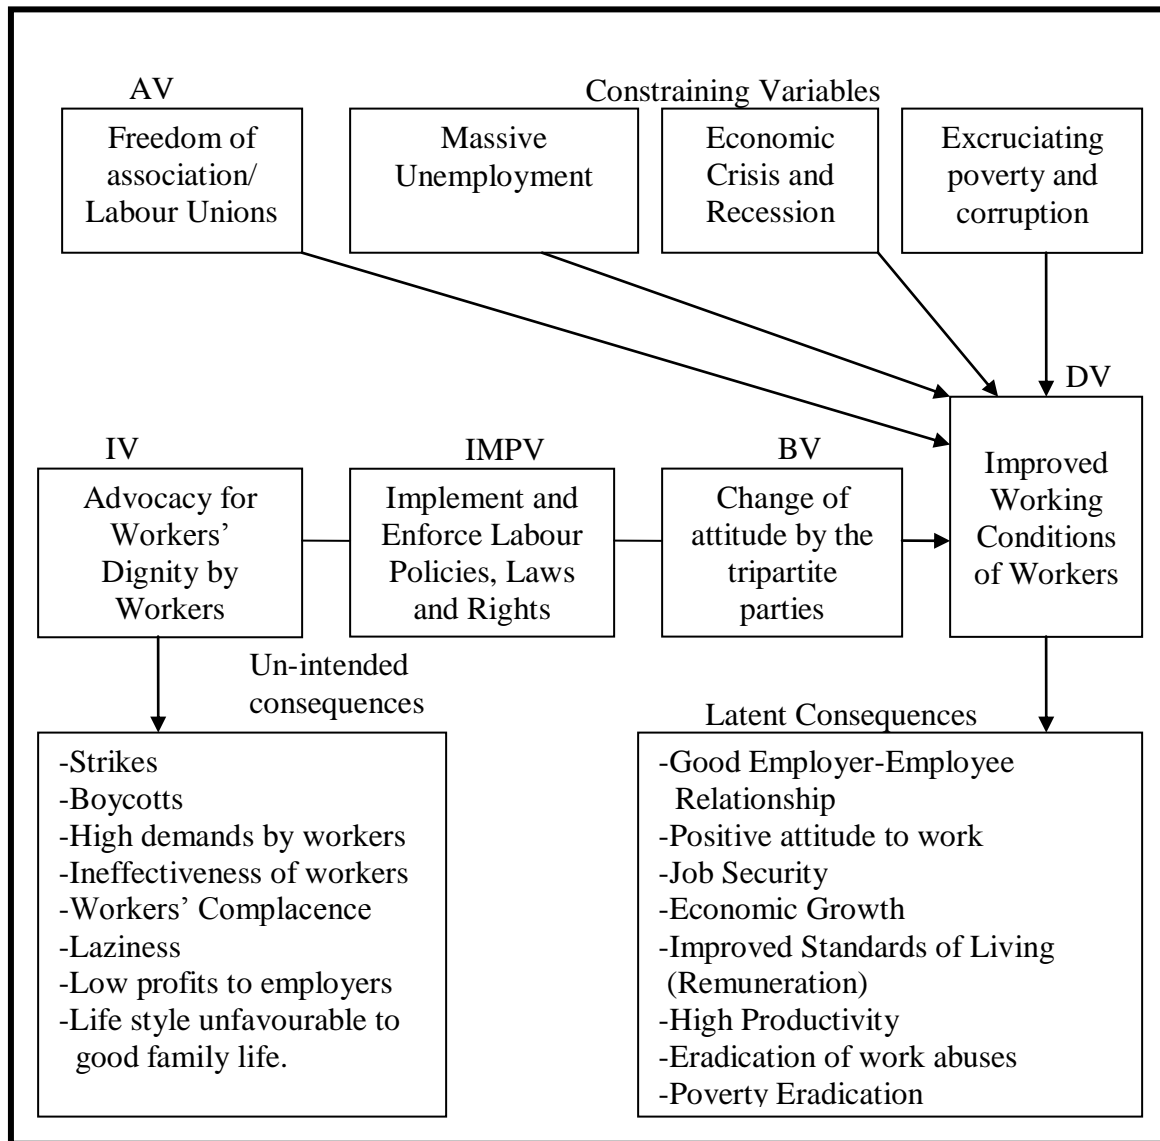 AV
Constraining Variables
Freedom of
association/
Labour Unions
Massive
Unemployment
Economic
Crisis and
Recession
Excruciating
poverty and
corruption
DV
IV
IMPV
BV
Advocacy for
Workers’
Dignity by
Workers
Implement and
Enforce Labour
Policies, Laws
and Rights
Change of
attitude by the
tripartite
parties
Improved
Working
Conditions
of Workers
Un-intended
consequences
Latent Consequences
-Strikes
-Boycotts
-High demands by workers
-Ineffectiveness of workers
-Workers’ Complacence
-Laziness
-Low profits to employers
-Life style unfavourable to
good family life.
-Good Employer-Employee
Relationship
-Positive attitude to work
-Job Security
-Economic Growth
-Improved Standards of Living
(Remuneration)
-High Productivity
-Eradication of work abuses
-Poverty Eradication